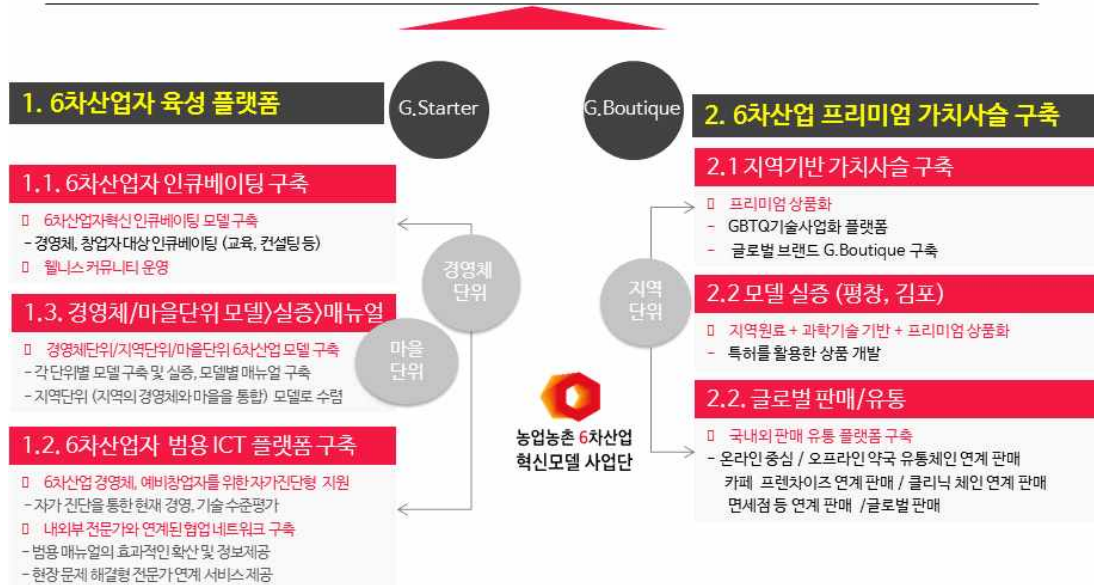 1. 6차산업자 육성 플랫폼
G.Starter
1.1. 6차산업자 인큐베이팅 구축
▯ 6차산업자혁신 인큐베이팅 모델 구축
- 경영체, 창업자 대상 인큐베이팅 (교육, 컨설팅 등)
▯ 웰니스 커뮤니티 운영
1.3. 경영체/마을단위 모델>실증>매뉴얼
▯ 경영체단위/지역단위/마을단위 6차산업 모델 구축
- 각 단위별 모델 구축 및 실증, 모델별 매뉴얼 구축
- 지역단위 (지역의 경영체와 마을을 통합) 모델로 수렴
1.2. 6차산업자 범용 ICT 플랫폼 구축
▯ 6차산업 경영체, 예비창업자를 위한 자가진단형 지원
- 자가 진단을 통한 현재 경영, 기술 수준평가
▯ 내외부 전문가와 연계된 협업 네트워크 구축
- 범용 매뉴얼의 효과적인 확산 및 정보제공
- 현장 문제 해결형 전문가 연계 서비스 제공
경영체
단위
마을
단위
농업농촌 6차산업
혁신모델 사업단
G.Boutique
2. 6차산업 프리미엄 가치사슬 구축
지역
단위
2.1 지역기반 가치사슬 구축
▯ 프리미엄 상품화
- GBTQ기술사업화 플랫폼
- 글로벌 브랜드 G.Boutique 구축
2.2 모델 실증 (평창, 김포)
▯ 지역원료 + 과학기술 기반 + 프리미엄 상품화
- 특허를 활용한 상품 개발
2.2. 글로벌 판매/유통
▯ 국내외 판매 유통 플랫폼 구축
- 온라인 중심 / 오프라인 약국 유통체인 연계 판매
카페 프렌차이즈 연계 판매 / 클리닉 체인 연계 판매
면세점 등 연계 판매 /글로벌 판매